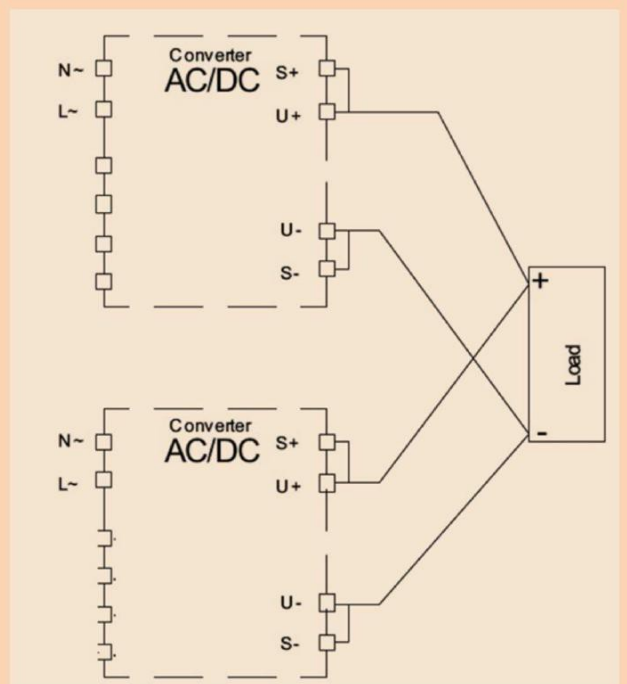 Converter
AC/DC
N~
L~
S+
U+
U-
S-
+
-
Load
Converter
AC/DC
N~
L~
S+
U+
U-
S-